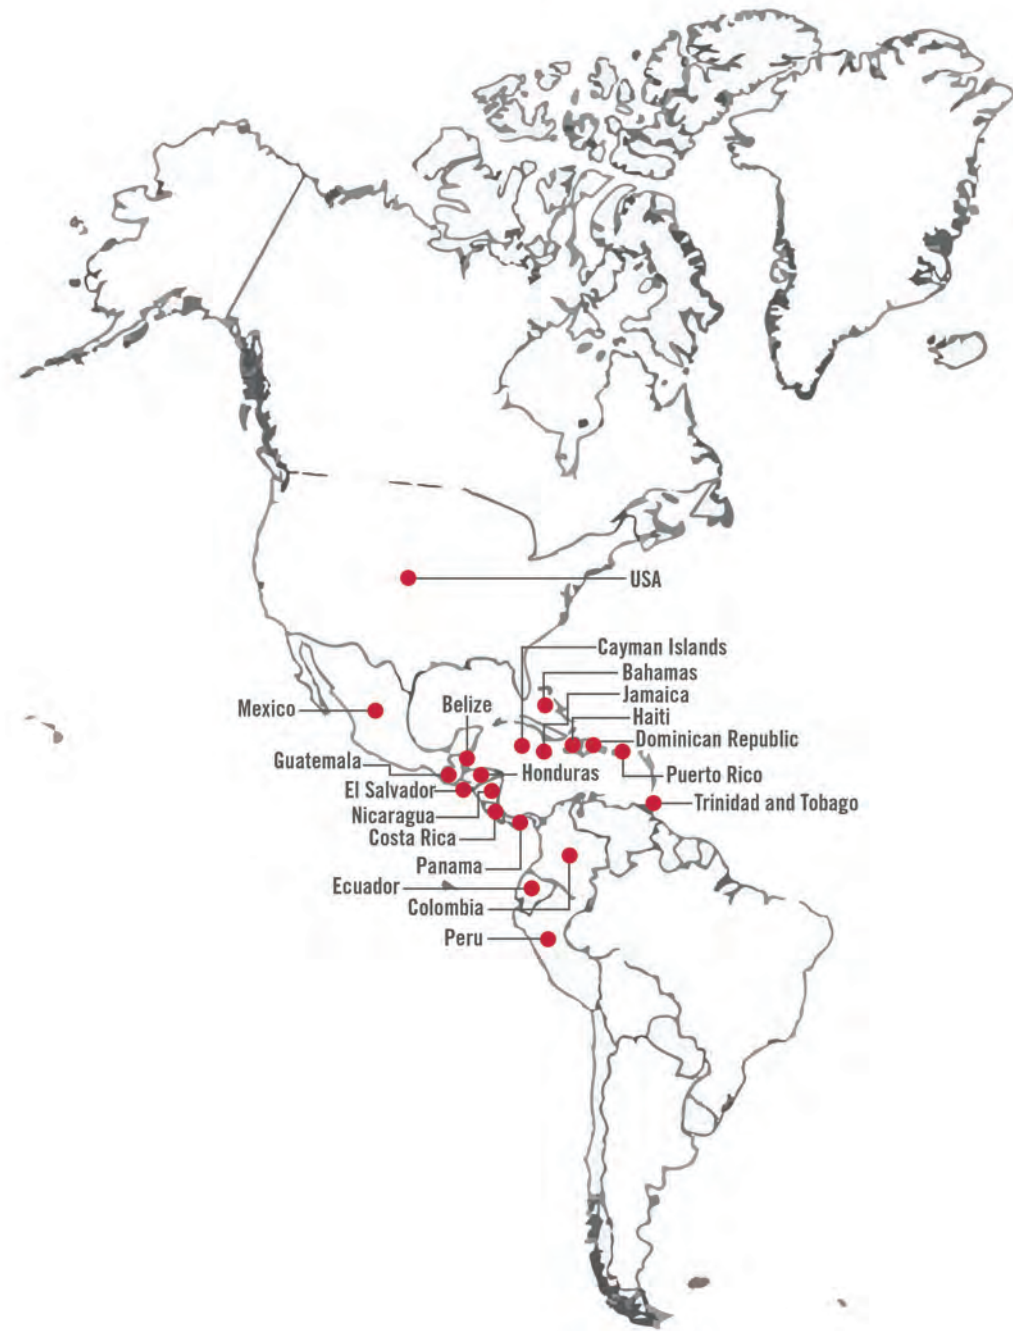 USA
Cayman Islands
Bahamas
Jamaica
Haiti
Dominican Republic
Puerto Rico
Trinidad and Tobago
Mexico
Belize
Guatemala
Honduras
El Salvador
Nicaragua
Costa Rica
Panama
Ecuador
Colombia
Peru